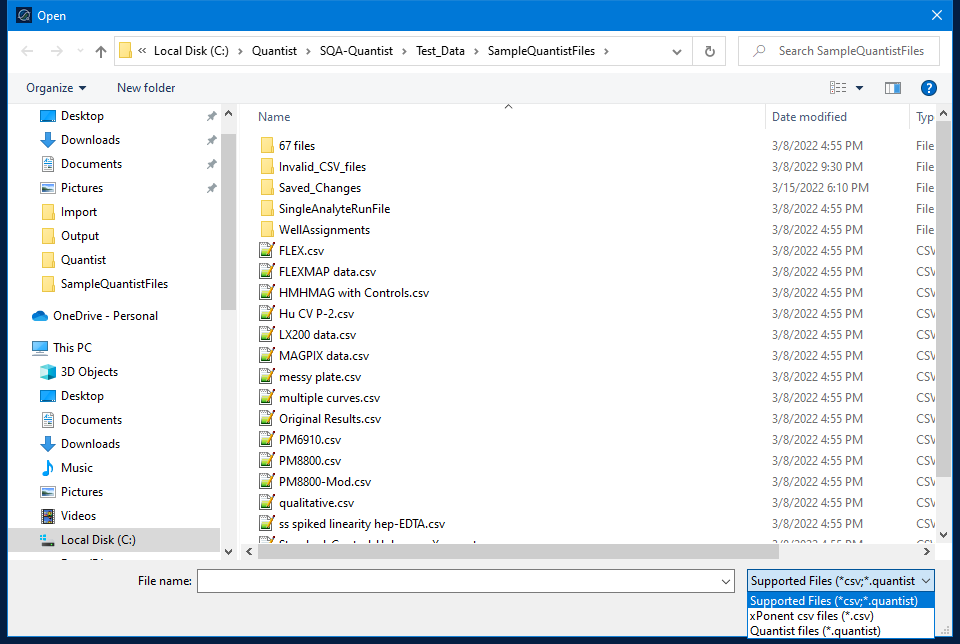 Open
« Local Disk (C:) › Quantist › SQA-Quantist › Test_Data › SampleQuantistFiles ›
Search SampleQuantistFiles
Organize
New folder
Desktop
Downloads
Documents
Pictures
Import
Output
Quantist
SampleQuantistFiles
OneDrive - Personal
This PC
3D Objects
Desktop
Documents
Downloads
Music
Pictures
Videos
Local Disk (C:)
Name Date modified Typ
67 files 3/8/2022 4:55 PM File
Invalid_CSV_files 3/8/2022 9:30 PM File
Saved_Changes 3/15/2022 6:10 PM File
SingleAnalyteRunFile 3/8/2022 4:55 PM File
WellAssignments 3/8/2022 4:55 PM File
FLEX.csv 3/8/2022 4:55 PM CSV
FLEXMAP data.csv 3/8/2022 4:55 PM CSV
HMHMAG with Controls.csv 3/8/2022 4:55 PM CSV
Hu CV P-2.csv 3/8/2022 4:55 PM CSV
LX200 data.csv 3/8/2022 4:55 PM CSV
MAGPIX data.csv 3/8/2022 4:55 PM CSV
messy plate.csv 3/8/2022 4:55 PM CSV
multiple curves.csv 3/8/2022 4:55 PM CSV
Original Results.csv 3/8/2022 4:55 PM CSV
PM6910.csv 3/8/2022 4:55 PM CSV
PM8800.csv 3/8/2022 4:55 PM CSV
PM8800-Mod.csv 3/8/2022 4:55 PM CSV
qualitative.csv 3/8/2022 4:55 PM CSV
ss spiked linearity hep-EDTA.csv 3/8/2022 4:55 PM CSV
File name:
Supported Files (*csv;*.quantist
Supported Files (*csv;*.quantist)
xPonent csv files (*.csv)
Quantist files (*.quantist)